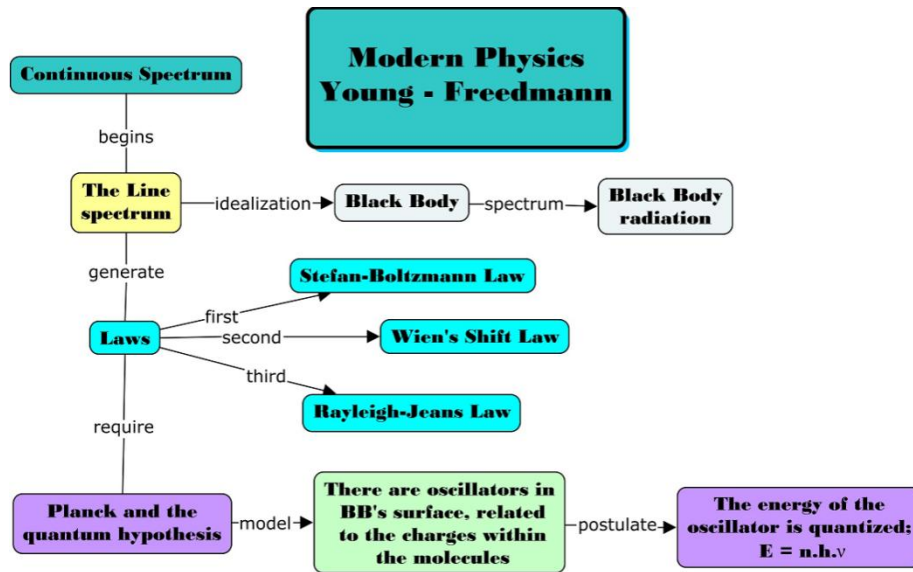 Modern Physics
Young - Freedmann
Continuous Spectrum
begins
The Line
spectrum
idealization
Black Body
spectrum
Black Body
radiation
generate
Laws
first
Stefan-Boltzmann Law
second
Wien's Shift Law
third
Rayleigh-Jeans Law
require
Planck and the
quantum hypothesis
model
There are oscillators in
BB's surface, related
to the charges within
the molecules
postulate
The energy of the
oscillator is quantized;
E = n.h.ν